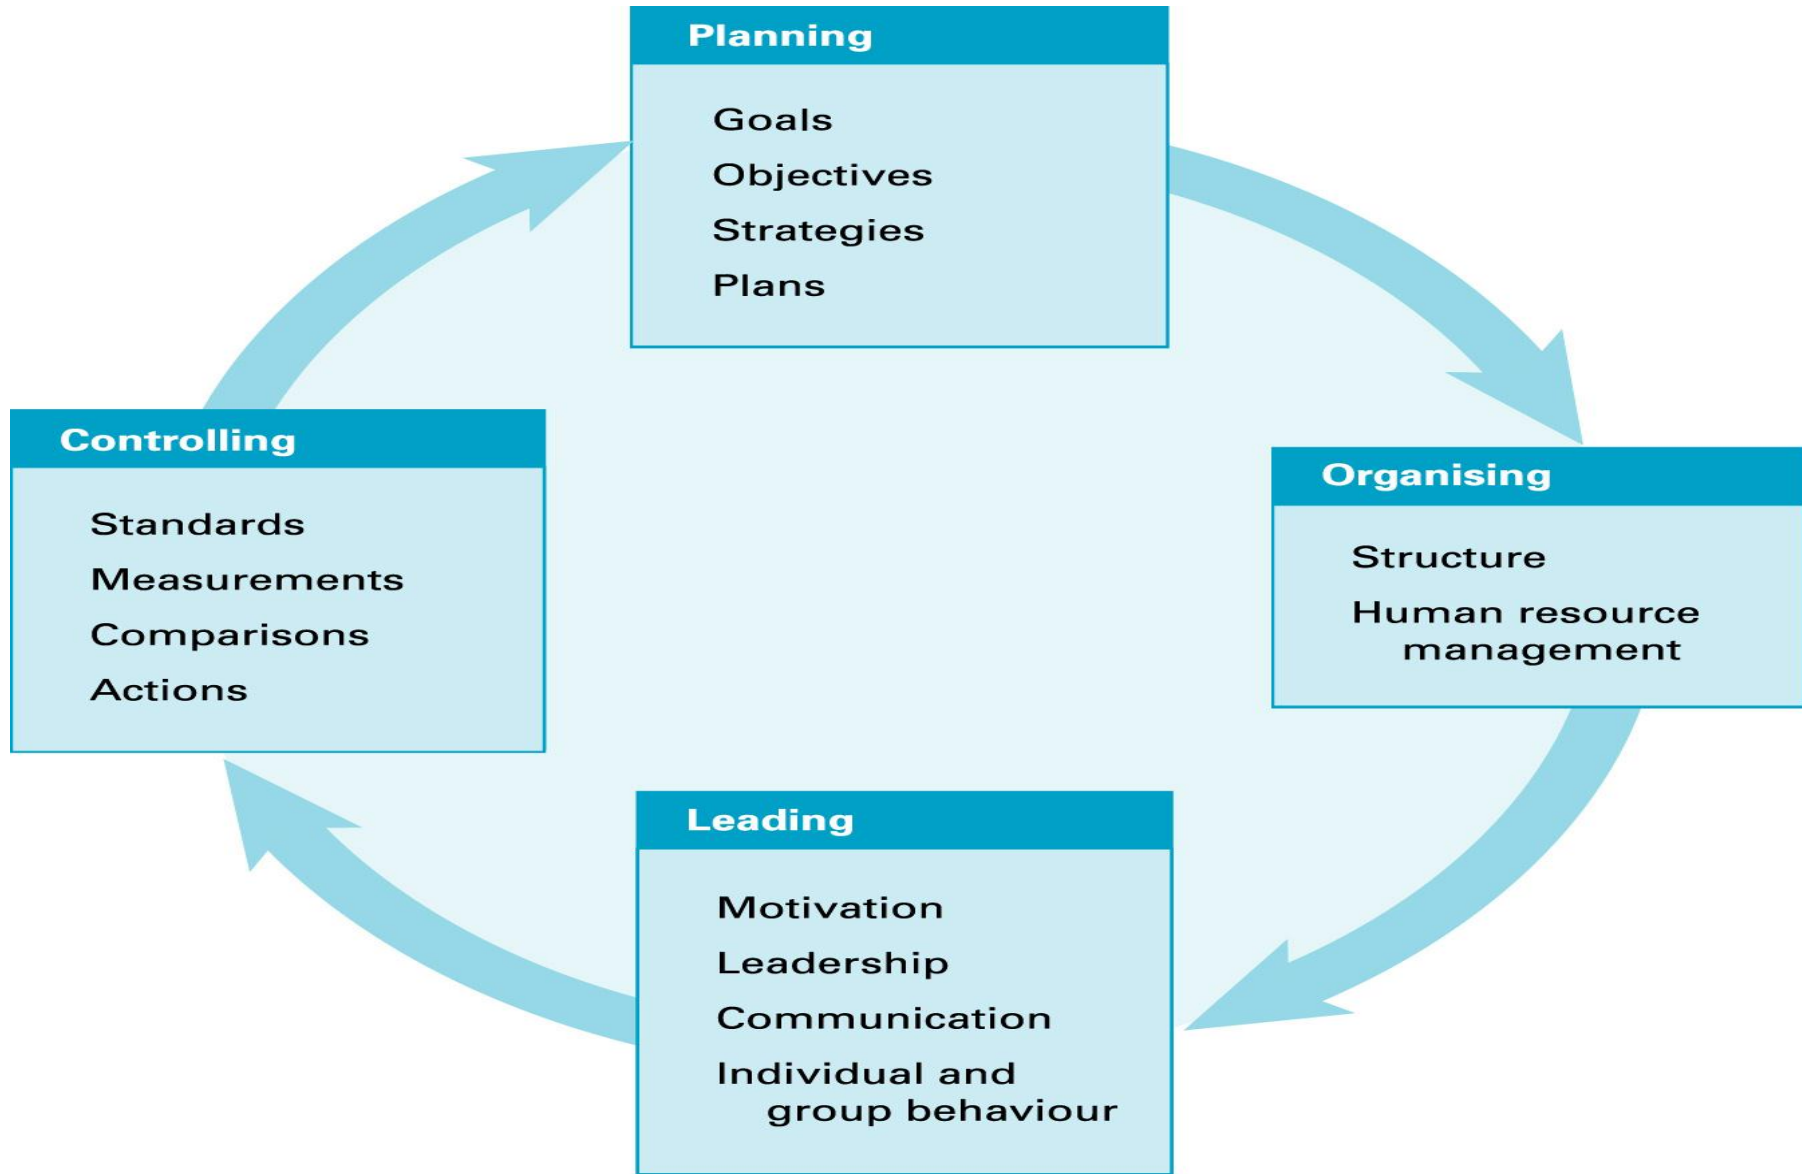 Planning
Goals
Objectives
Strategies
Plans
Controlling
Standards
Measurements
Comparisons
Actions
Organising
Structure
Human resource
management
Leading
Motivation
Leadership
Communication
Individual and
group behaviour